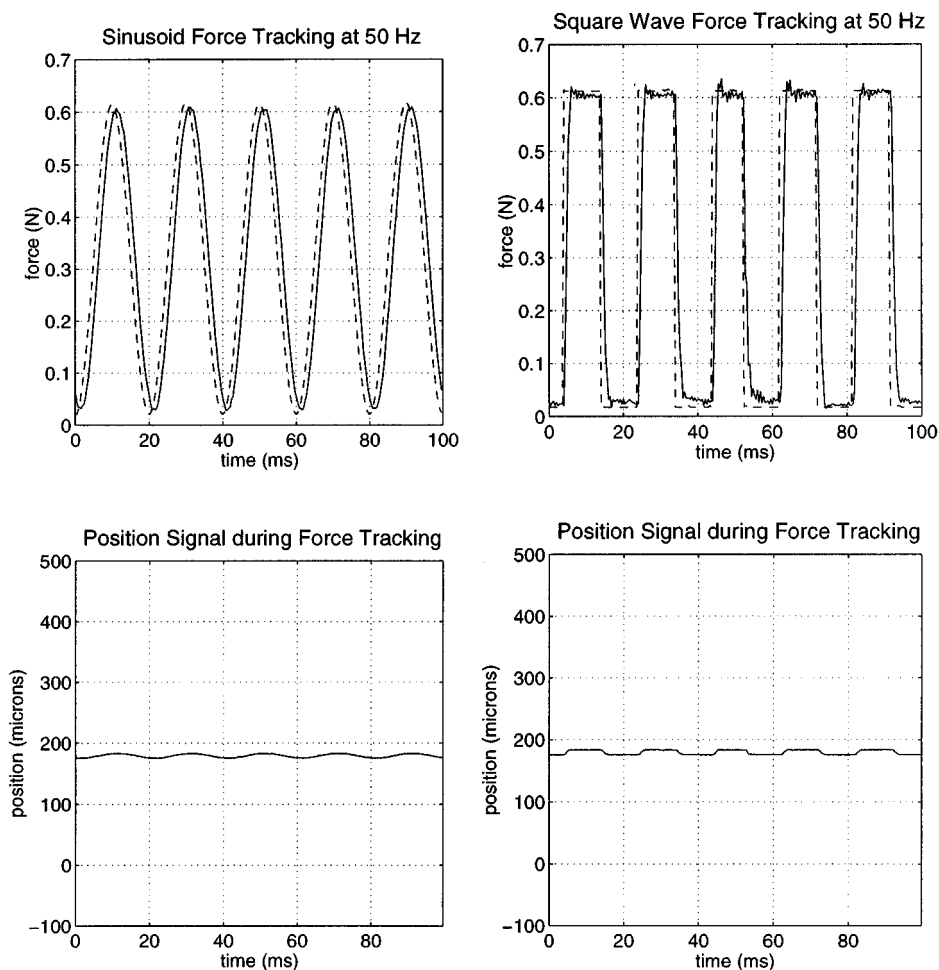 Sinusoid Force Tracking at 50 Hz
0.7
0.6
0.5
0.4
0.3
0.2
0.1
0
force (N)
0 20 40 60 80 100
time (ms)
Square Wave Force Tracking at 50 Hz
0.7
0.6
0.5
0.4
0.3
0.2
0.1
0
force (N)
0 20 40 60 80 100
time (ms)
Position Signal during Force Tracking
500
400
300
200
100
0
−100
position (microns)
0 20 40 60 80
time (ms)
Position Signal during Force Tracking
500
400
300
200
100
0
−100
position (microns)
0 20 40 60 80
time (ms)